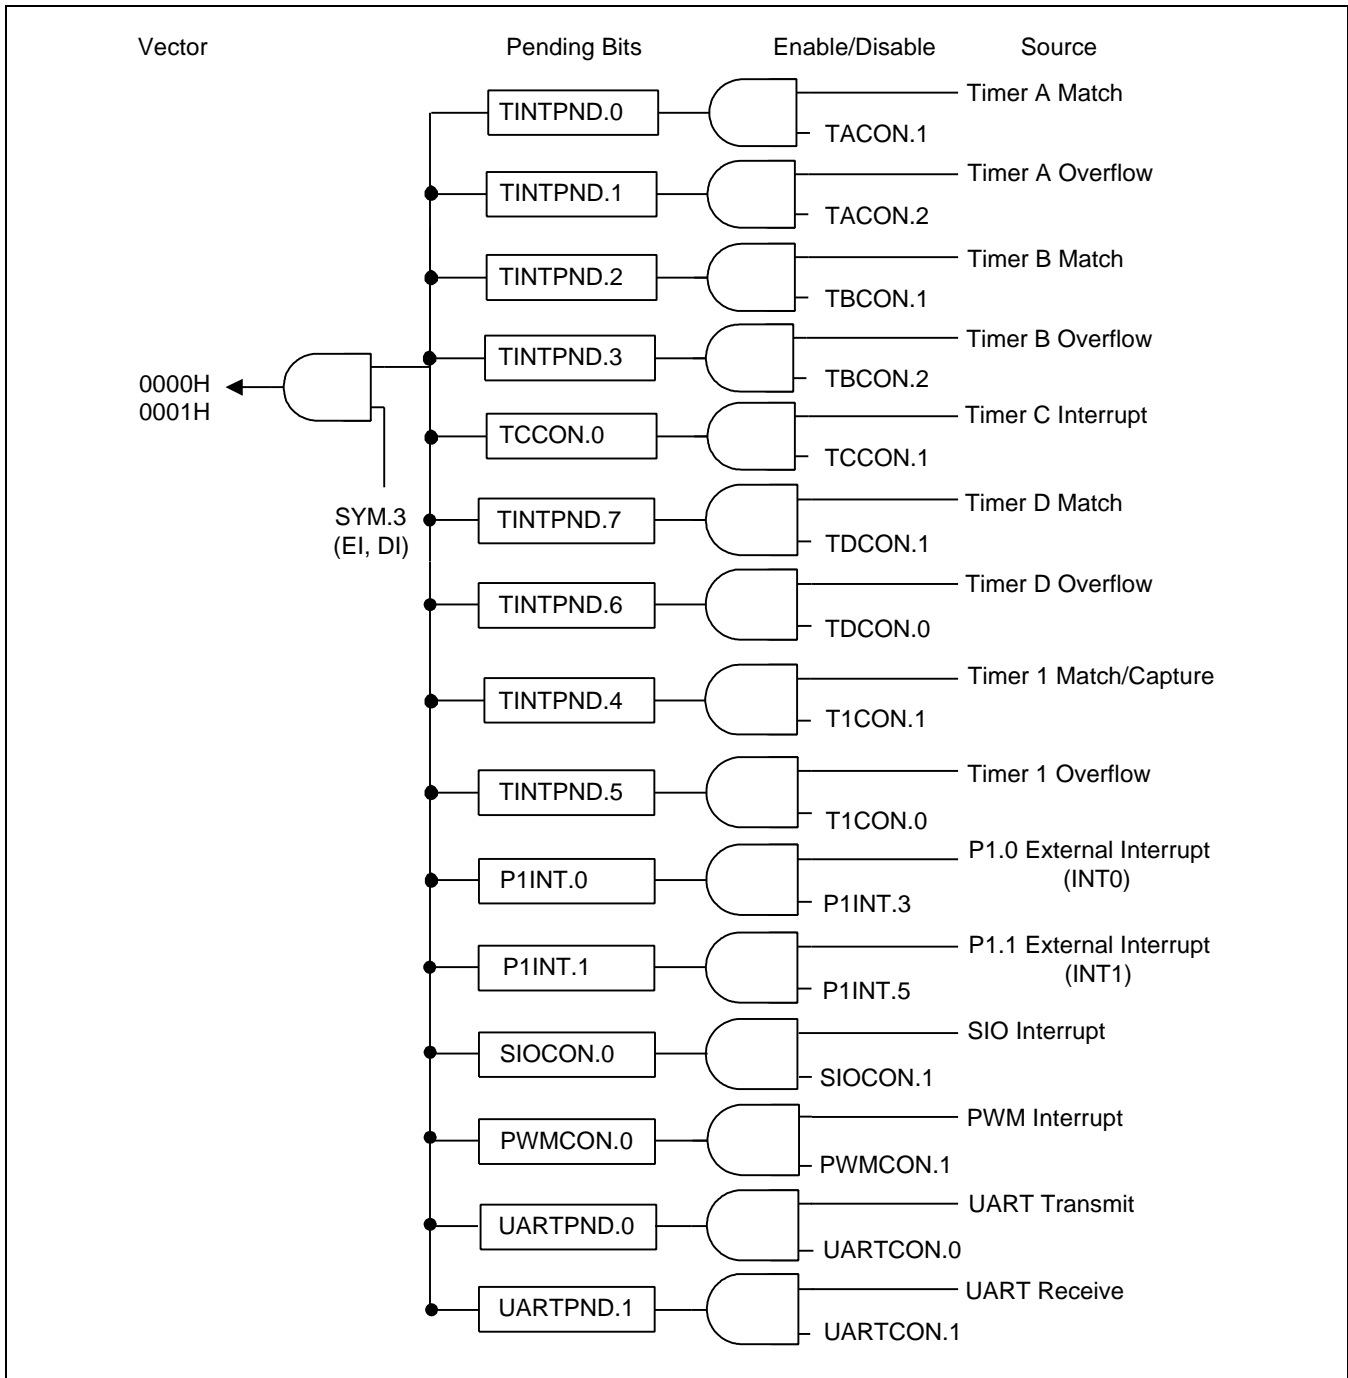 Vector Pending Bits Enable/Disable Source
TINTPND.0 Timer A Match
TACON.1
TINTPND.1 Timer A Overflow
TACON.2
TINTPND.2 Timer B Match
TBCON.1
TINTPND.3 Timer B Overflow
TBCON.2
0000H
0001H
TCCON.0 Timer C Interrupt
TCCON.1
SYM.3
(EI, DI)
TINTPND.7 Timer D Match
TDCON.1
TINTPND.6 Timer D Overflow
TDCON.0
TINTPND.4 Timer 1 Match/Capture
T1CON.1
TINTPND.5 Timer 1 Overflow
T1CON.0
P1INT.0 P1.0 External Interrupt
(INT0)
P1INT.3
P1INT.1 P1.1 External Interrupt
(INT1)
P1INT.5
SIOCON.0 SIO Interrupt
SIOCON.1
PWMCON.0 PWM Interrupt
PWMCON.1
UARTPND.0 UART Transmit
UARTCON.0
UARTPND.1 UART Receive
UARTCON.1